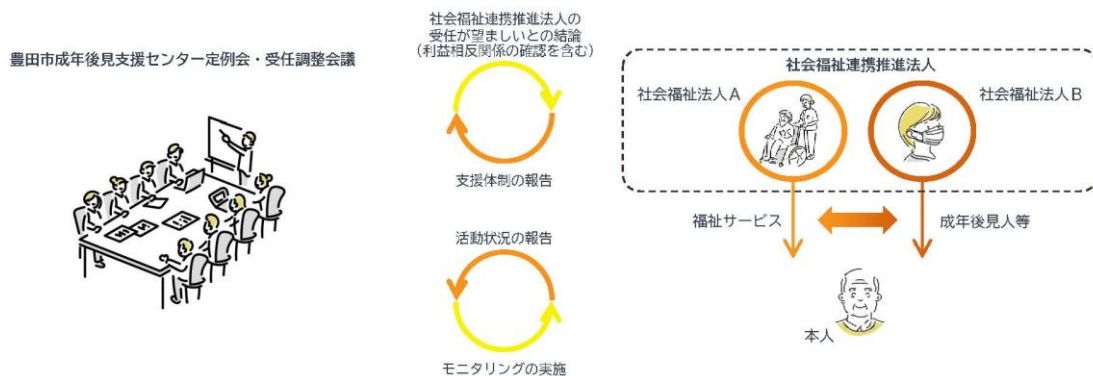 豊田市成年後見支援センター定例会・受任調整会議
社会福祉連携推進法人の
受任が望ましいとの結論
(利益相反関係の確認を含む)
支援体制の報告
活動状況の報告
モニタリングの実施
社会福祉連携推進法人
社会福祉法人A
社会福祉法人B
福祉サービス
成年後見人等
本人